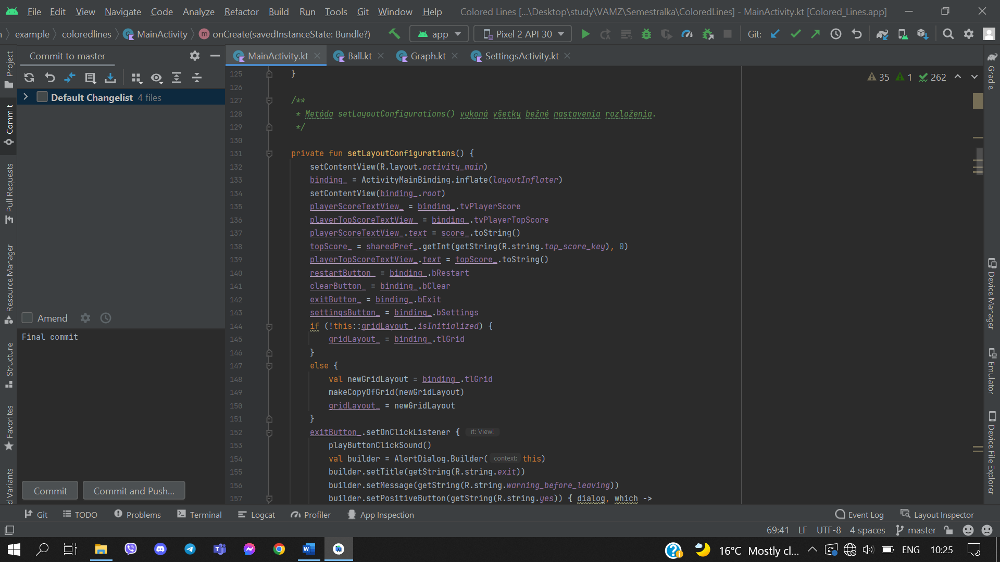 File Edit View Navigate Code Analyze Refactor Build Run Tools Git Window Help Colored Lines [...\Desktop\study\VAMZ\Semestralka\ColoredLines] - MainActivity.kt [Colored_Lines.app]
example coloredlines MainActivity onCreate(savedInstanceState: Bundle?) app Pixel 2 API 30 Git:
Commit to master
MainActivity.kt Ball.kt Graph.kt SettingsActivity.kt
35 1 262
Default Changelist 4 files
Amend
Final commit
Commit Commit and Push...
Project
Commit
Pull Requests
Resource Manager
Structure
Favorites
d Variants
125 }
126
127 /**
128 * Metóda setLayoutConfigurations() vykoná všetky bežné nastavenia rozloženia.
129 */
130
131 private fun setLayoutConfigurations() {
132 setContentView(R.layout.activity_main)
133 binding_ = ActivityMainBinding.inflate(layoutInflater)
134 setContentView(binding_.root)
135 playerScoreTextView_ = binding_.tvPlayerScore
136 playerTopScoreTextView_ = binding_.tvPlayerTopScore
137 playerScoreTextView_.text = score_.toString()
138 topScore_ = sharedPref_.getInt(getString(R.string.top_score_key), 0)
139 playerTopScoreTextView_.text = topScore_.toString()
140 restartButton_ = binding_.bRestart
141 clearButton_ = binding_.bClear
142 exitButton_ = binding_.bExit
143 settingsButton_ = binding_.bSettings
144 if (!this::gridLayout_.isInitialized) {
145 gridLayout_ = binding_.tlGrid
146 }
147 else {
148 val newGridLayout = binding_.tlGrid
149 makeCopyOfGrid(newGridLayout)
150 gridLayout_ = newGridLayout
151 }
152 exitButton_.setOnClickListener { it: View!
153 playButtonClickSound()
154 val builder = AlertDialog.Builder( context: this)
155 builder.setTitle(getString(R.string.exit))
156 builder.setMessage(getString(R.string.warning_before_leaving))
157 builder.setPositiveButton(getString(R.string.yes)) { dialog, which ->
Gradle
Device Manager
Emulator
Device File Explorer
Git TODO Problems Terminal Logcat Profiler App Inspection Event Log Layout Inspector
69:41 LF UTF-8 4 spaces master
16°C Mostly cl... ENG 10:25